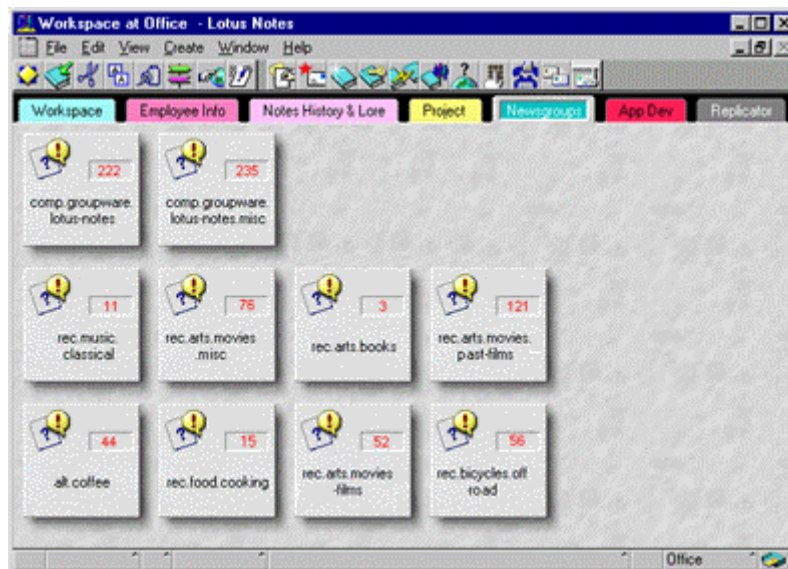 Workspace at Office - Lotus Notes
File Edit View Create Window Help
Workspace Employee Info Notes History & Lore Project Newsgroups App Dev Replicator
222 235
comp.groupware. comp.groupware.
lotus-notes lotus-notes.misc
11 76 3 121
rec.music. rec.arts.movies rec.arts.books rec.arts.movies.
classical .misc past-films
44 15 52 56
alt.coffee rec.food.cooking rec.arts.movies rec.bicycles.off
-films road
Office